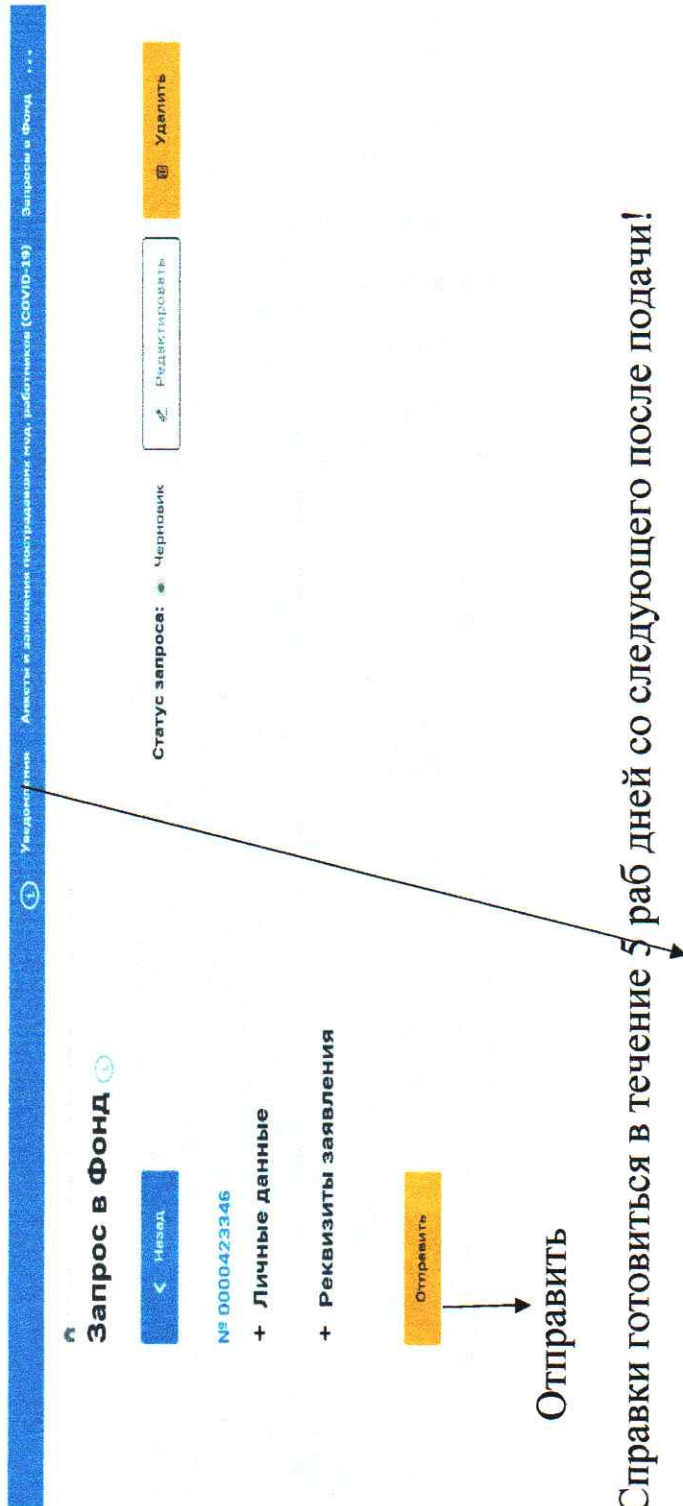 Уведомления Анкеты и заявления пострадавших мед. работников (COVID-19) Запросы в Фонд ...
Запрос в Фонд
Назад
Статус запроса: Черновик Редактировать Удалить
№ 0000423346
+ Личные данные
+ Реквизиты заявления
Отправить
Отправить
Справки готовиться в течение 5 раб дней со следующего после подачи!